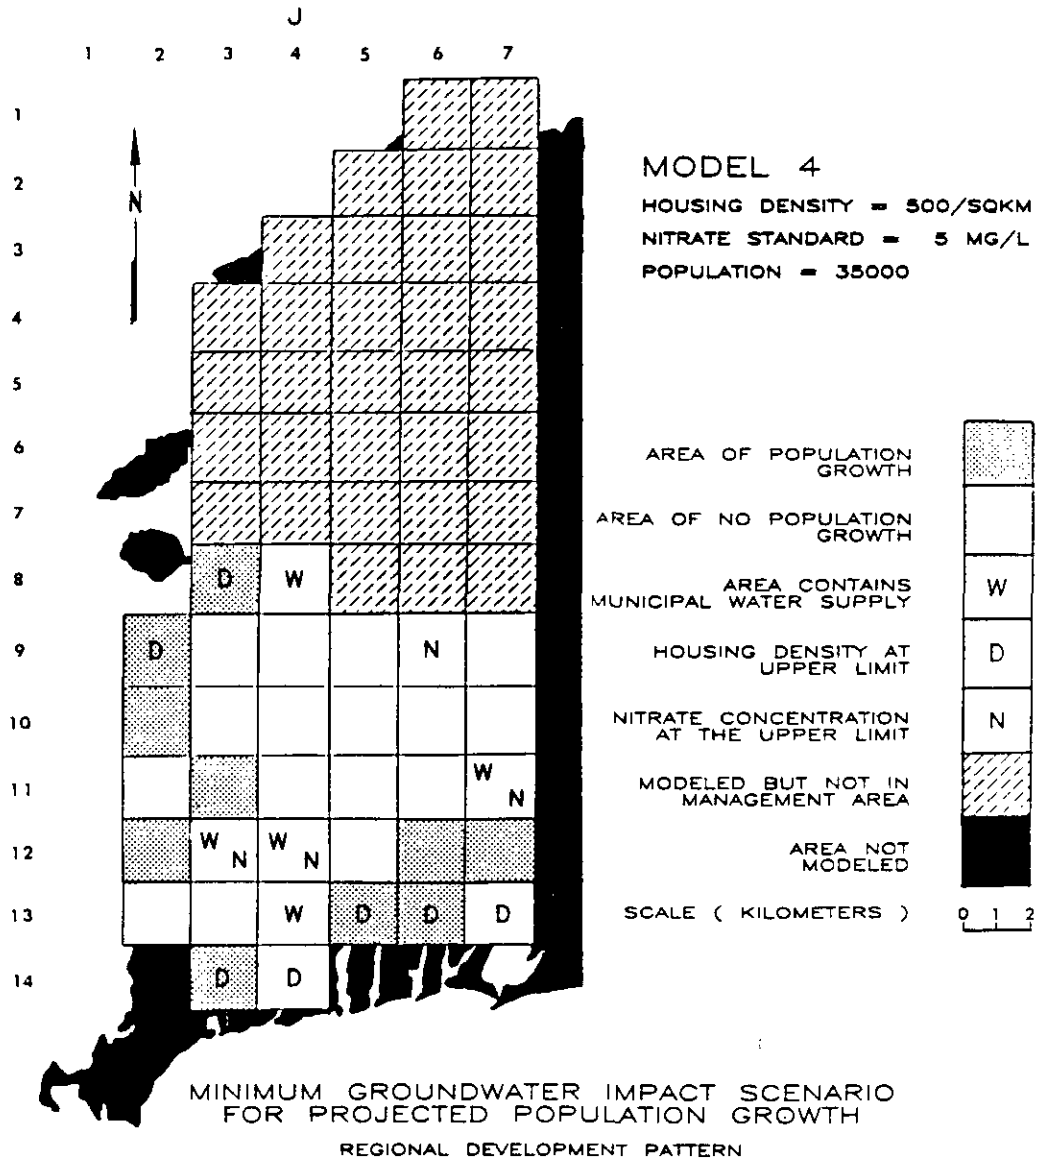 J
1 2 3 4 5 6 7
1
2
3
4
5
6
7
8
9
10
11
12
13
14
N
D W
D N
W N
W N W N
W D D D
D D
MODEL 4
HOUSING DENSITY = 500/SQKM
NITRATE STANDARD = 5 MG/L
POPULATION = 35000
AREA OF POPULATION
GROWTH
AREA OF NO POPULATION
GROWTH
AREA CONTAINS
MUNICIPAL WATER SUPPLY
W
HOUSING DENSITY AT
UPPER LIMIT
D
NITRATE CONCENTRATION
AT THE UPPER LIMIT
N
MODELED BUT NOT IN
MANAGEMENT AREA
AREA NOT
MODELED
SCALE ( KILOMETERS )
0 1 2
MINIMUM GROUNDWATER IMPACT SCENARIO
FOR PROJECTED POPULATION GROWTH
REGIONAL DEVELOPMENT PATTERN